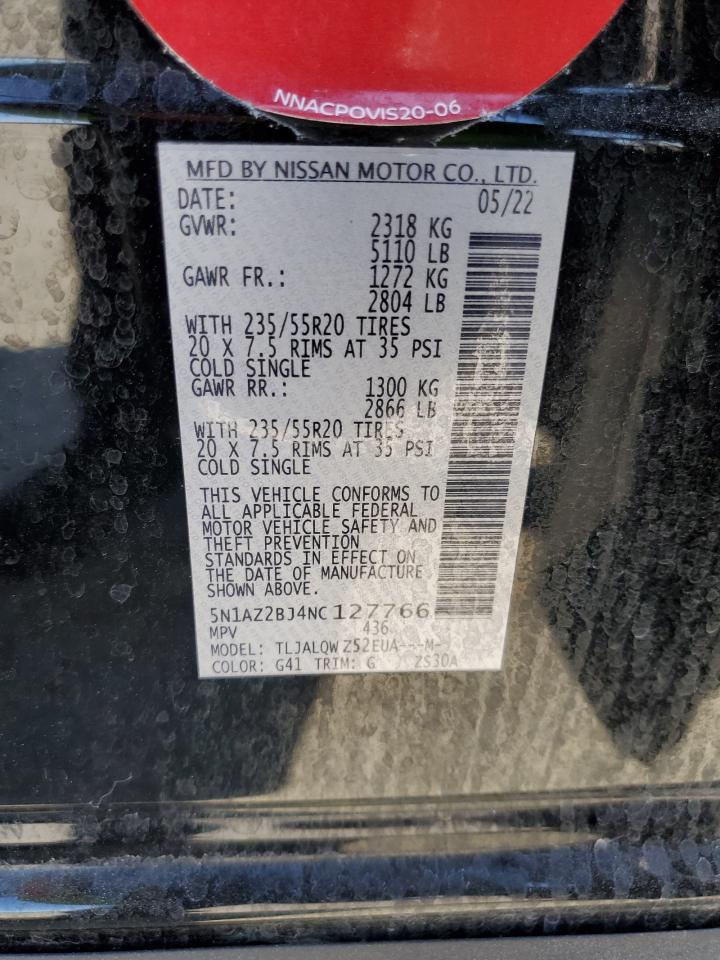 NNACPOVIS20-06
MFD BY NISSAN MOTOR CO., LTD.
DATE: 05/22
GVWR: 2318 KG
5110 LB
GAWR FR.: 1272 KG
2804 LB
WITH 235/55R20 TIRES
20 X 7.5 RIMS AT 35 PSI
COLD SINGLE
GAWR RR.: 1300 KG
2866 LB
WITH 235/55R20 TIRES
20 X 7.5 RIMS AT 35 PSI
COLD SINGLE
THIS VEHICLE CONFORMS TO
ALL APPLICABLE FEDERAL
MOTOR VEHICLE SAFETY AND
THEFT PREVENTION
STANDARDS IN EFFECT ON
THE DATE OF MANUFACTURE
SHOWN ABOVE.
5N1AZ2BJ4NC127766
MPV 436
MODEL: TLJALQW Z52EUA---M-
COLOR: G41 TRIM: G ZS30A